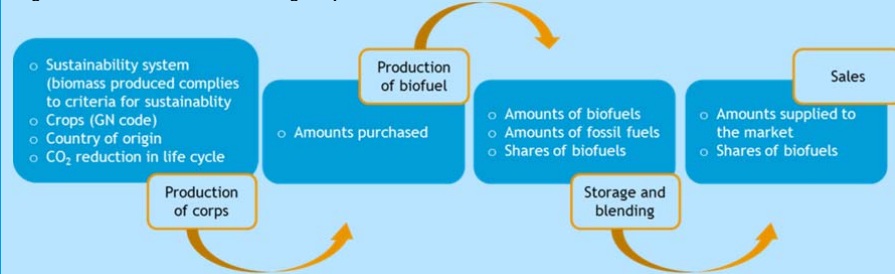 o Sustainability system
(biomass produced complies
to criteria for sustainablity
o Crops (GN code)
o Country of origin
o CO₂ reduction in life cycle
Production
of corps
o Amounts purchased
Production
of biofuel
o Amounts of biofuels
o Amounts of fossil fuels
o Shares of biofuels
Storage and
blending
Sales
o Amounts supplied to
the market
o Shares of biofuels